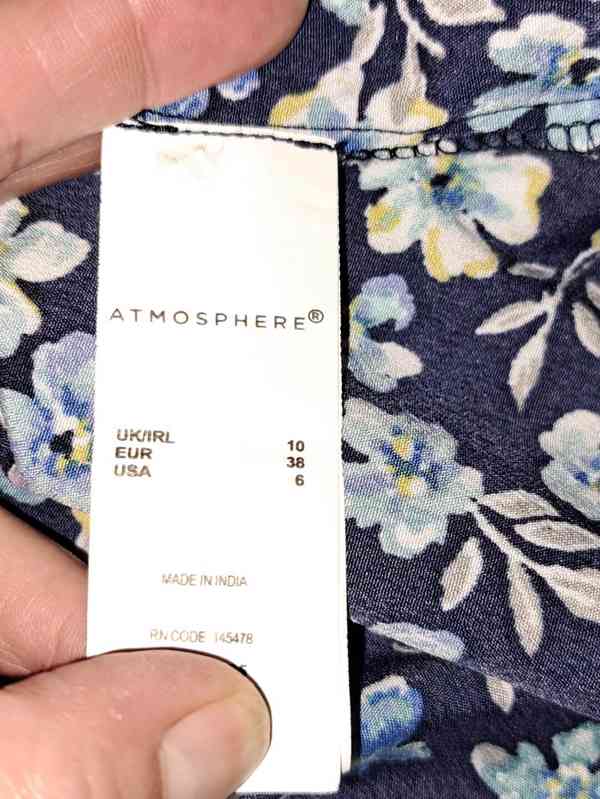 ATMOSPHERE®
UK/IRL 10
EUR 38
USA 6
MADE IN INDIA
RN CODE 145478